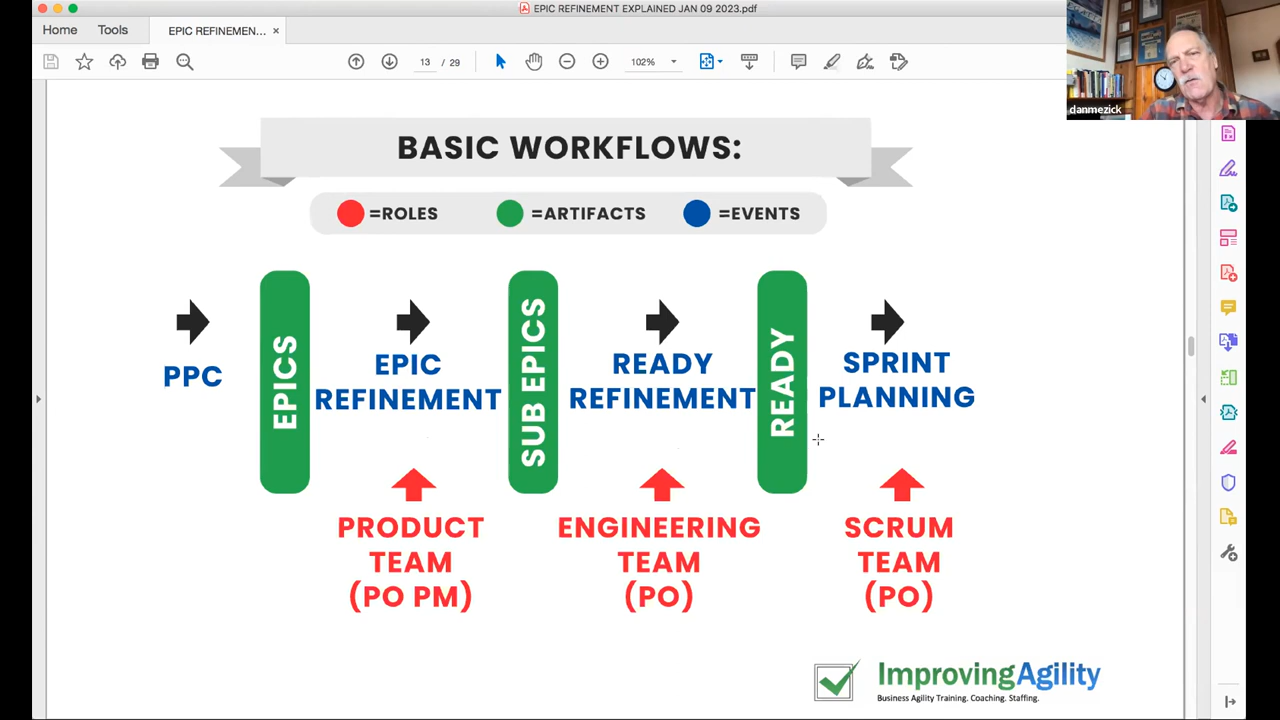 EPIC REFINEMENT EXPLAINED JAN 09 2023.pdf
Home
Tools
EPIC REFINEMEN...
×
13 / 29
102%
danmezick
BASIC WORKFLOWS:
=ROLES
=ARTIFACTS
=EVENTS
PPC
EPICS
EPIC
REFINEMENT
SUB EPICS
READY
REFINEMENT
READY
SPRINT
PLANNING
PRODUCT
TEAM
(PO PM)
ENGINEERING
TEAM
(PO)
SCRUM
TEAM
(PO)
ImprovingAgility
Business Agility Training. Coaching. Staffing.